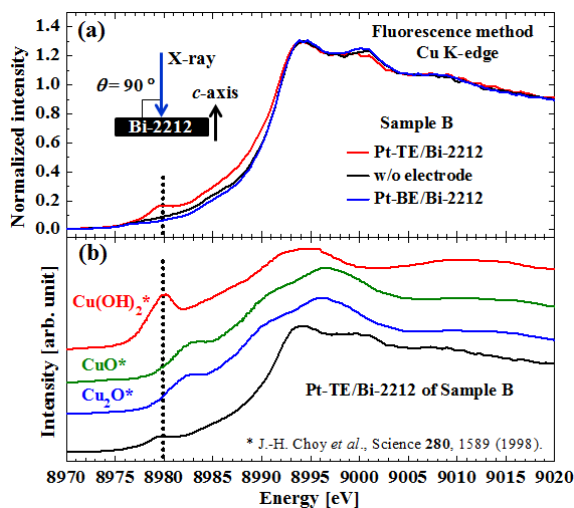 (a)
Fluorescence method
Cu K-edge
X-ray
θ= 90 °
c-axis
Bi-2212
Sample B
Pt-TE/Bi-2212
w/o electrode
Pt-BE/Bi-2212
Normalized intensity
1.4
1.2
1.0
0.8
0.6
0.4
0.2
0.0
(b)
Cu(OH)₂*
CuO*
Cu₂O*
Pt-TE/Bi-2212 of Sample B
* J.-H. Choy et al., Science 280, 1589 (1998).
Intensity [arb. unit]
8970 8975 8980 8985 8990 8995 9000 9005 9010 9015 9020
Energy [eV]